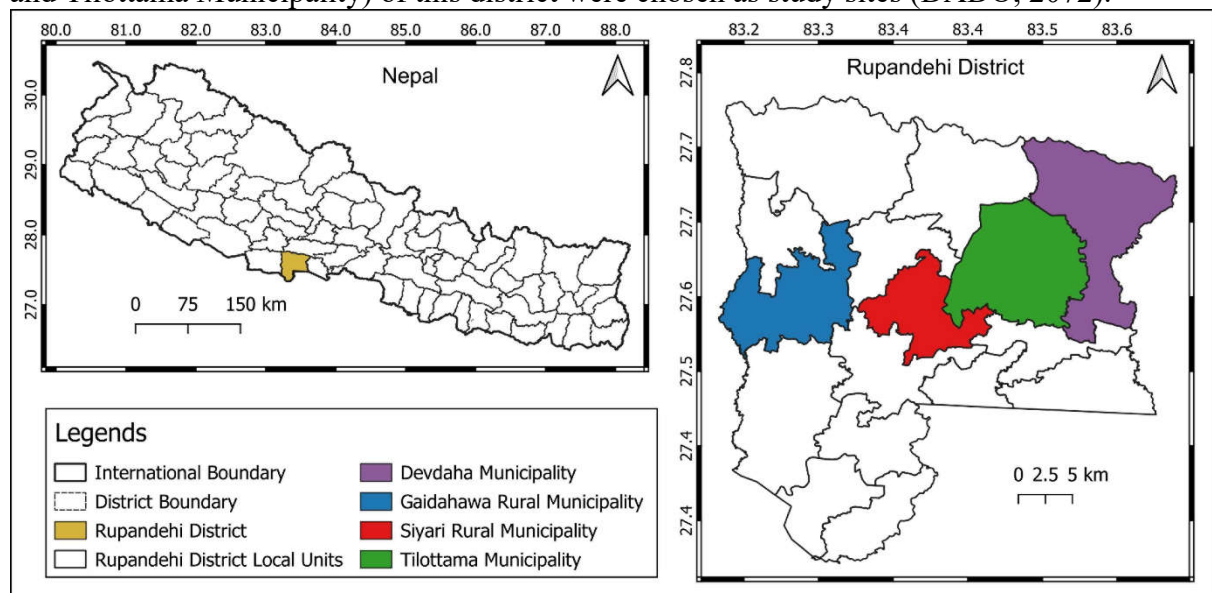 and Tilottama Municipality) of this district were chosen as study sites (DADO, 2072).
80.0 81.0 82.0 83.0 84.0 85.0 86.0 87.0 88.0
Nepal
30.0
29.0
28.0
27.0
0 75 150 km
83.2 83.3 83.4 83.4 83.5 83.6
Rupandehi District
27.8
27.7
27.7
27.6
27.5
27.4
27.4
0 2.5 5 km
Legends
International Boundary
District Boundary
Rupandehi District
Rupandehi District Local Units
Devdaha Municipality
Gaidahawa Rural Municipality
Siyari Rural Municipality
Tilottama Municipality